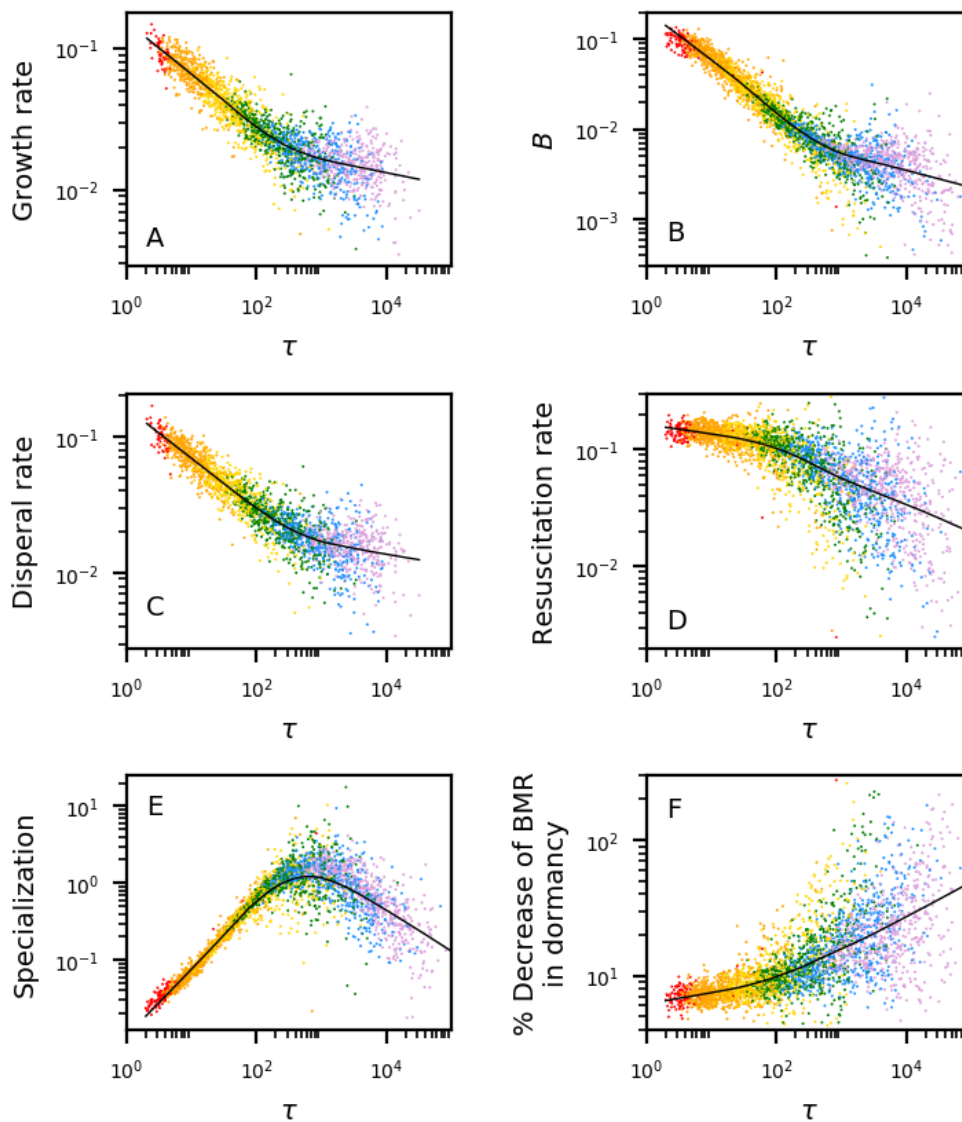 Growth rate
10^{-1}
10^{-2}
A
10^{0}
10^{2}
10^{4}
τ
B
10^{-1}
10^{-2}
10^{-3}
B
10^{0}
10^{2}
10^{4}
τ
Disperal rate
10^{-1}
10^{-2}
C
10^{0}
10^{2}
10^{4}
τ
Resuscitation rate
10^{-1}
10^{-2}
D
10^{0}
10^{2}
10^{4}
τ
Specialization
10^{1}
10^{0}
10^{-1}
E
10^{0}
10^{2}
10^{4}
τ
% Decrease of BMR
in dormancy
10^{2}
10^{1}
F
10^{0}
10^{2}
10^{4}
τ